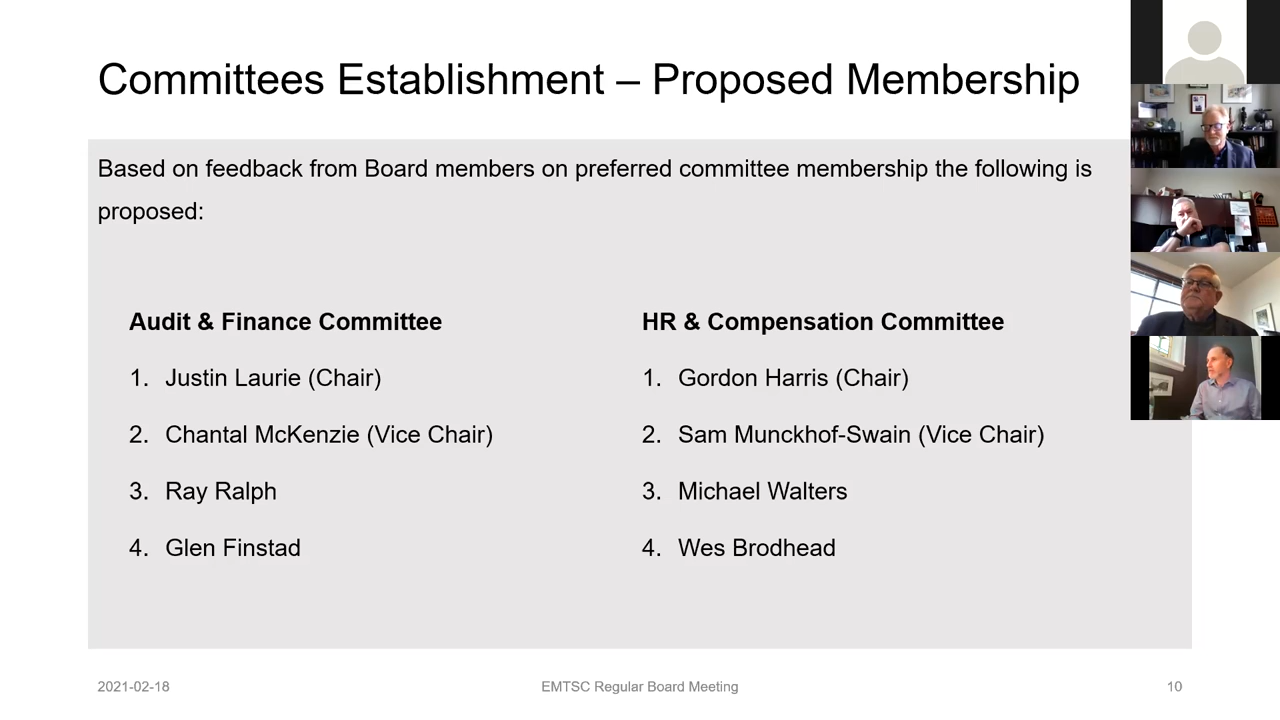 Committees Establishment – Proposed Membership
Based on feedback from Board members on preferred committee membership the following is
proposed:
Audit & Finance Committee
1. Justin Laurie (Chair)
2. Chantal McKenzie (Vice Chair)
3. Ray Ralph
4. Glen Finstad
HR & Compensation Committee
1. Gordon Harris (Chair)
2. Sam Munckhof-Swain (Vice Chair)
3. Michael Walters
4. Wes Brodhead
2021-02-18
EMTSC Regular Board Meeting
10